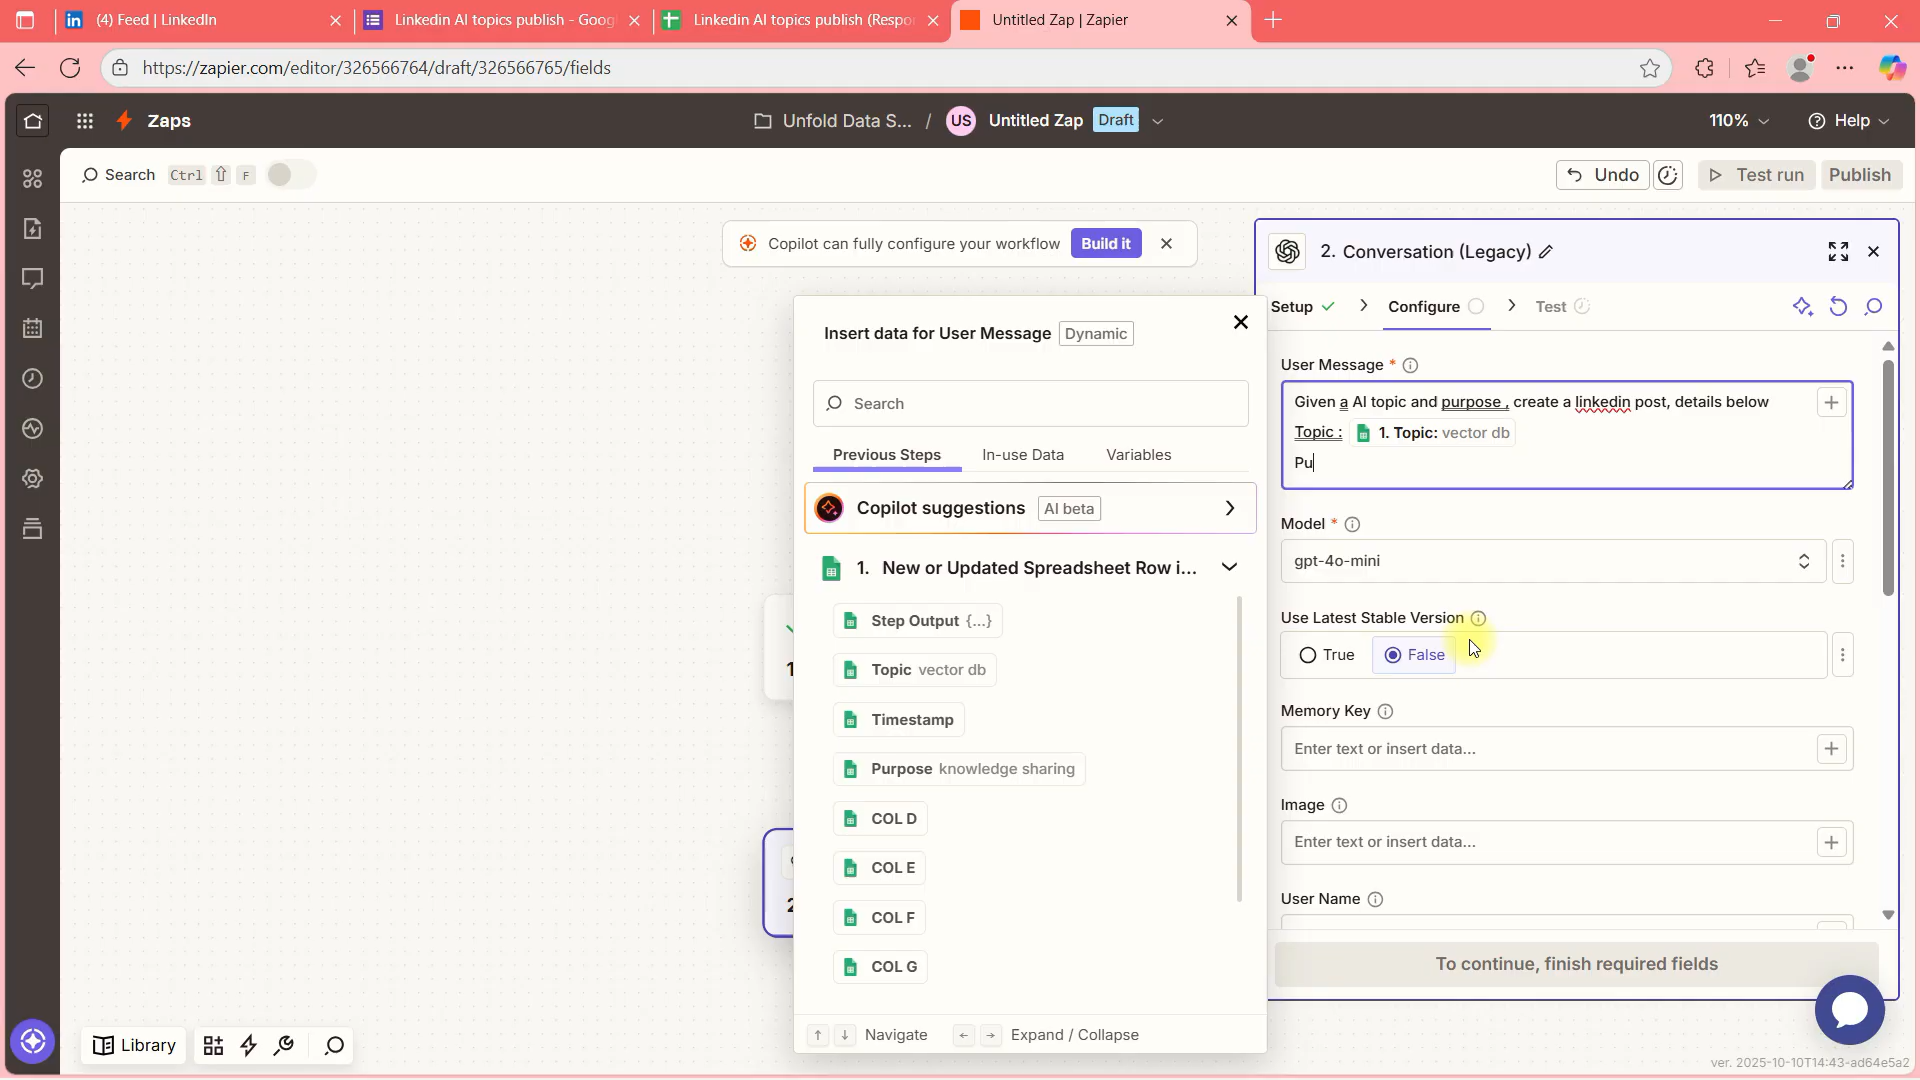 (4) Feed | LinkedIn
Linkedin AI topics publish - Goog
Linkedin AI topics publish (Respo
Untitled Zap | Zapier
https://zapier.com/editor/326566764/draft/326566765/fields
Zaps
Unfold Data S... / US Untitled Zap Draft
110%
Help
Search Ctrl F
Undo
Test run
Publish
Copilot can fully configure your workflow Build it
2. Conversation (Legacy)
Setup
Configure
Test
Insert data for User Message Dynamic
Search
Previous Steps
In-use Data
Variables
Copilot suggestions AI beta
1. New or Updated Spreadsheet Row i...
Step Output {...}
Topic vector db
Timestamp
Purpose knowledge sharing
COL D
COL E
COL F
COL G
Navigate
Expand / Collapse
User Message *
Given a AI topic and purpose , create a linkedin post, details below
Topic : 1. Topic: vector db
Pu
Model *
gpt-4o-mini
Use Latest Stable Version
True
False
Memory Key
Enter text or insert data...
Image
Enter text or insert data...
User Name
To continue, finish required fields
1
2
Library
ver. 2025-10-10T14:43-ad64e5a2